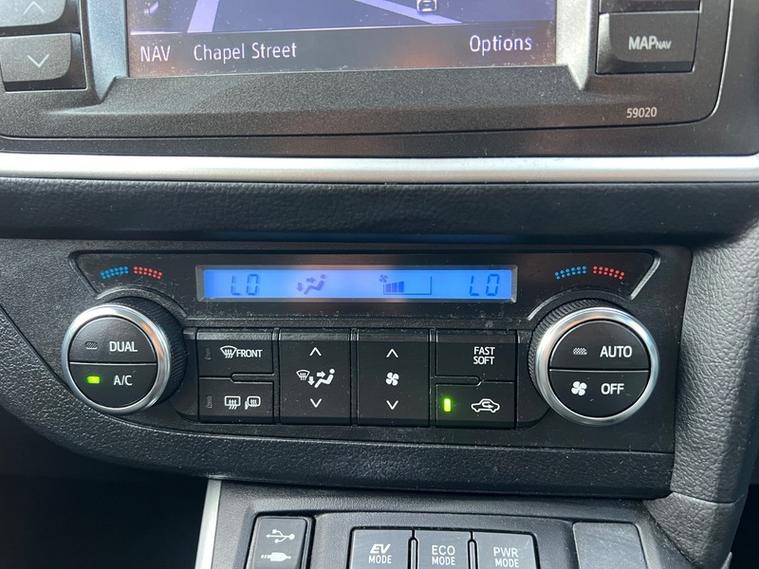 NAV Chapel Street Options
MAP NAV
59020
LO LO
DUAL
A/C
FRONT
FAST
SOFT
AUTO
OFF
EV
MODE
ECO
MODE
PWR
MODE